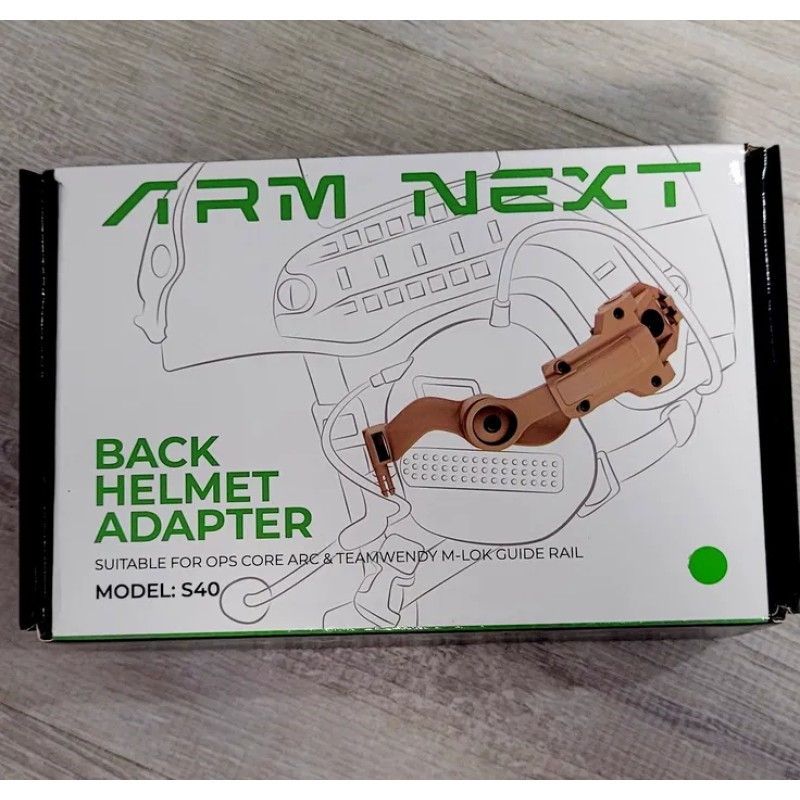 ARM NEXT
BACK
HELMET
ADAPTER
SUITABLE FOR OPS CORE ARC & TEAMWENDY M-LOK GUIDE RAIL
MODEL: S40